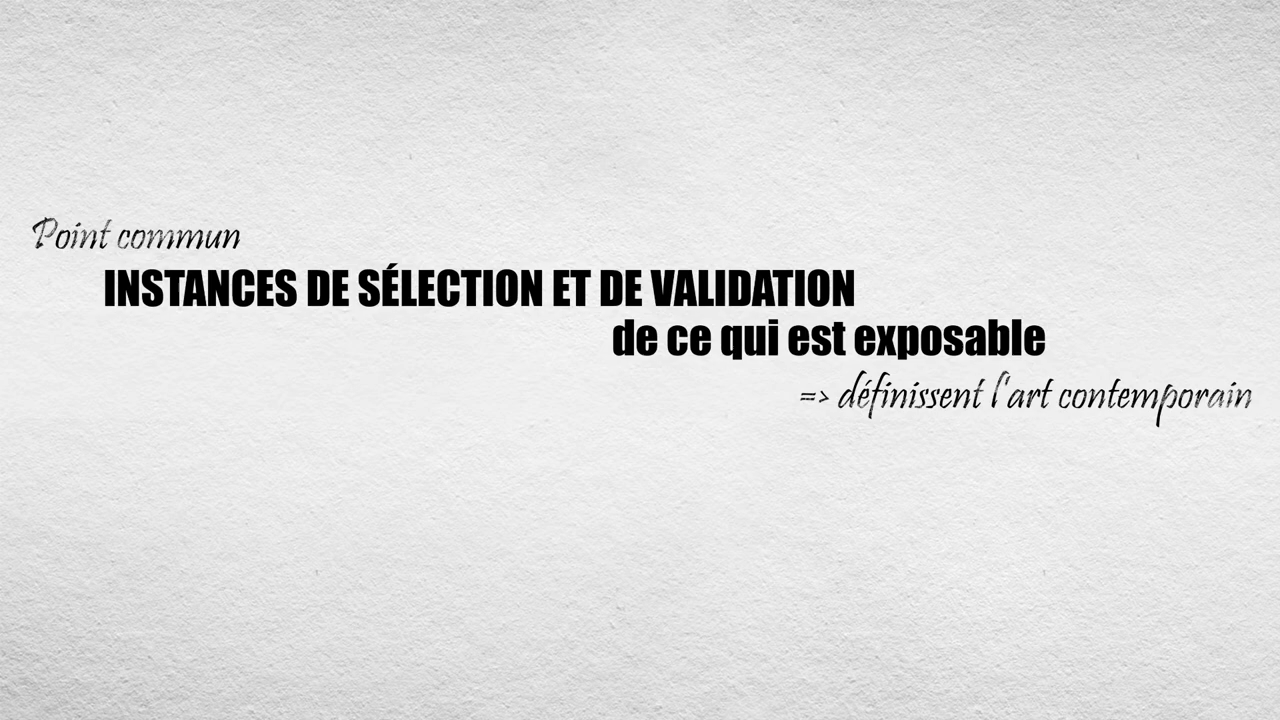 Point commun
INSTANCES DE SÉLECTION ET DE VALIDATION
de ce qui est exposable
=> définissent l'art contemporain